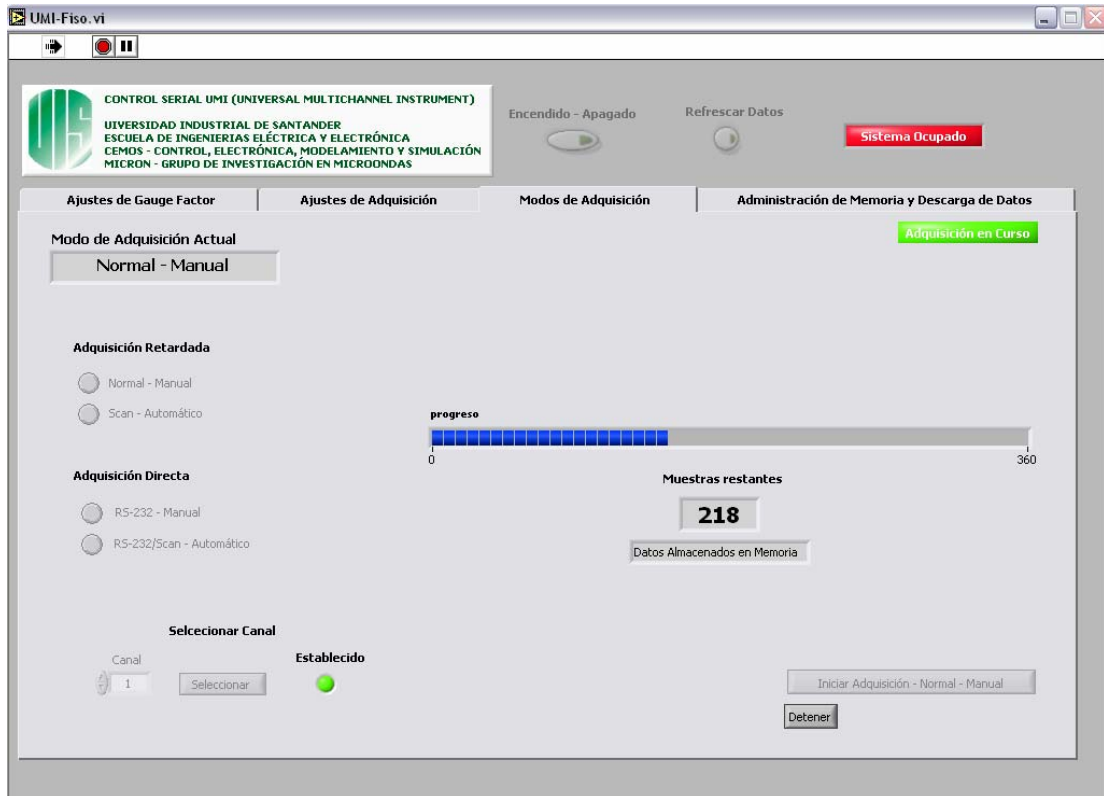 UMI-Fiso.vi
CONTROL SERIAL UMI (UNIVERSAL MULTICHANNEL INSTRUMENT)
UIVERSIDAD INDUSTRIAL DE SANTANDER
ESCUELA DE INGENIERIAS ELÉCTRICA Y ELECTRÓNICA
CEMOS - CONTROL, ELECTRÓNICA, MODELAMIENTO Y SIMULACIÓN
MICRON - GRUPO DE INVESTIGACIÓN EN MICROONDAS
Encendido - Apagado
Refrescar Datos
Sistema Ocupado
Ajustes de Gauge Factor
Ajustes de Adquisición
Modos de Adquisición
Administración de Memoria y Descarga de Datos
Adquisición en Curso
Modo de Adquisición Actual
Normal - Manual
Adquisición Retardada
Normal - Manual
Scan - Automático
progreso
0
360
Adquisición Directa
Muestras restantes
RS-232 - Manual
218
RS-232/Scan - Automático
Datos Almacenados en Memoria
Selcecionar Canal
Canal
Establecido
1
Seleccionar
Iniciar Adquisición - Normal - Manual
Detener